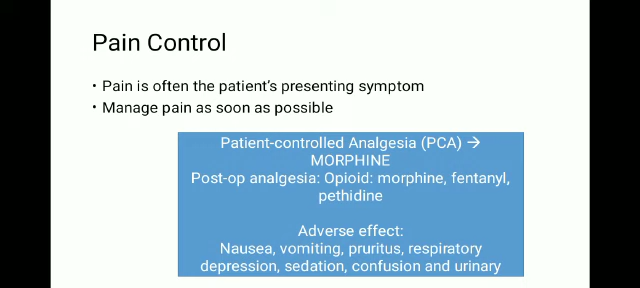 Pain Control
• Pain is often the patient's presenting symptom
• Manage pain as soon as possible
Patient-controlled Analgesia (PCA) →
MORPHINE
Post-op analgesia: Opioid: morphine, fentanyl,
pethidine
Adverse effect:
Nausea, vomiting, pruritus, respiratory
depression, sedation, confusion and urinary